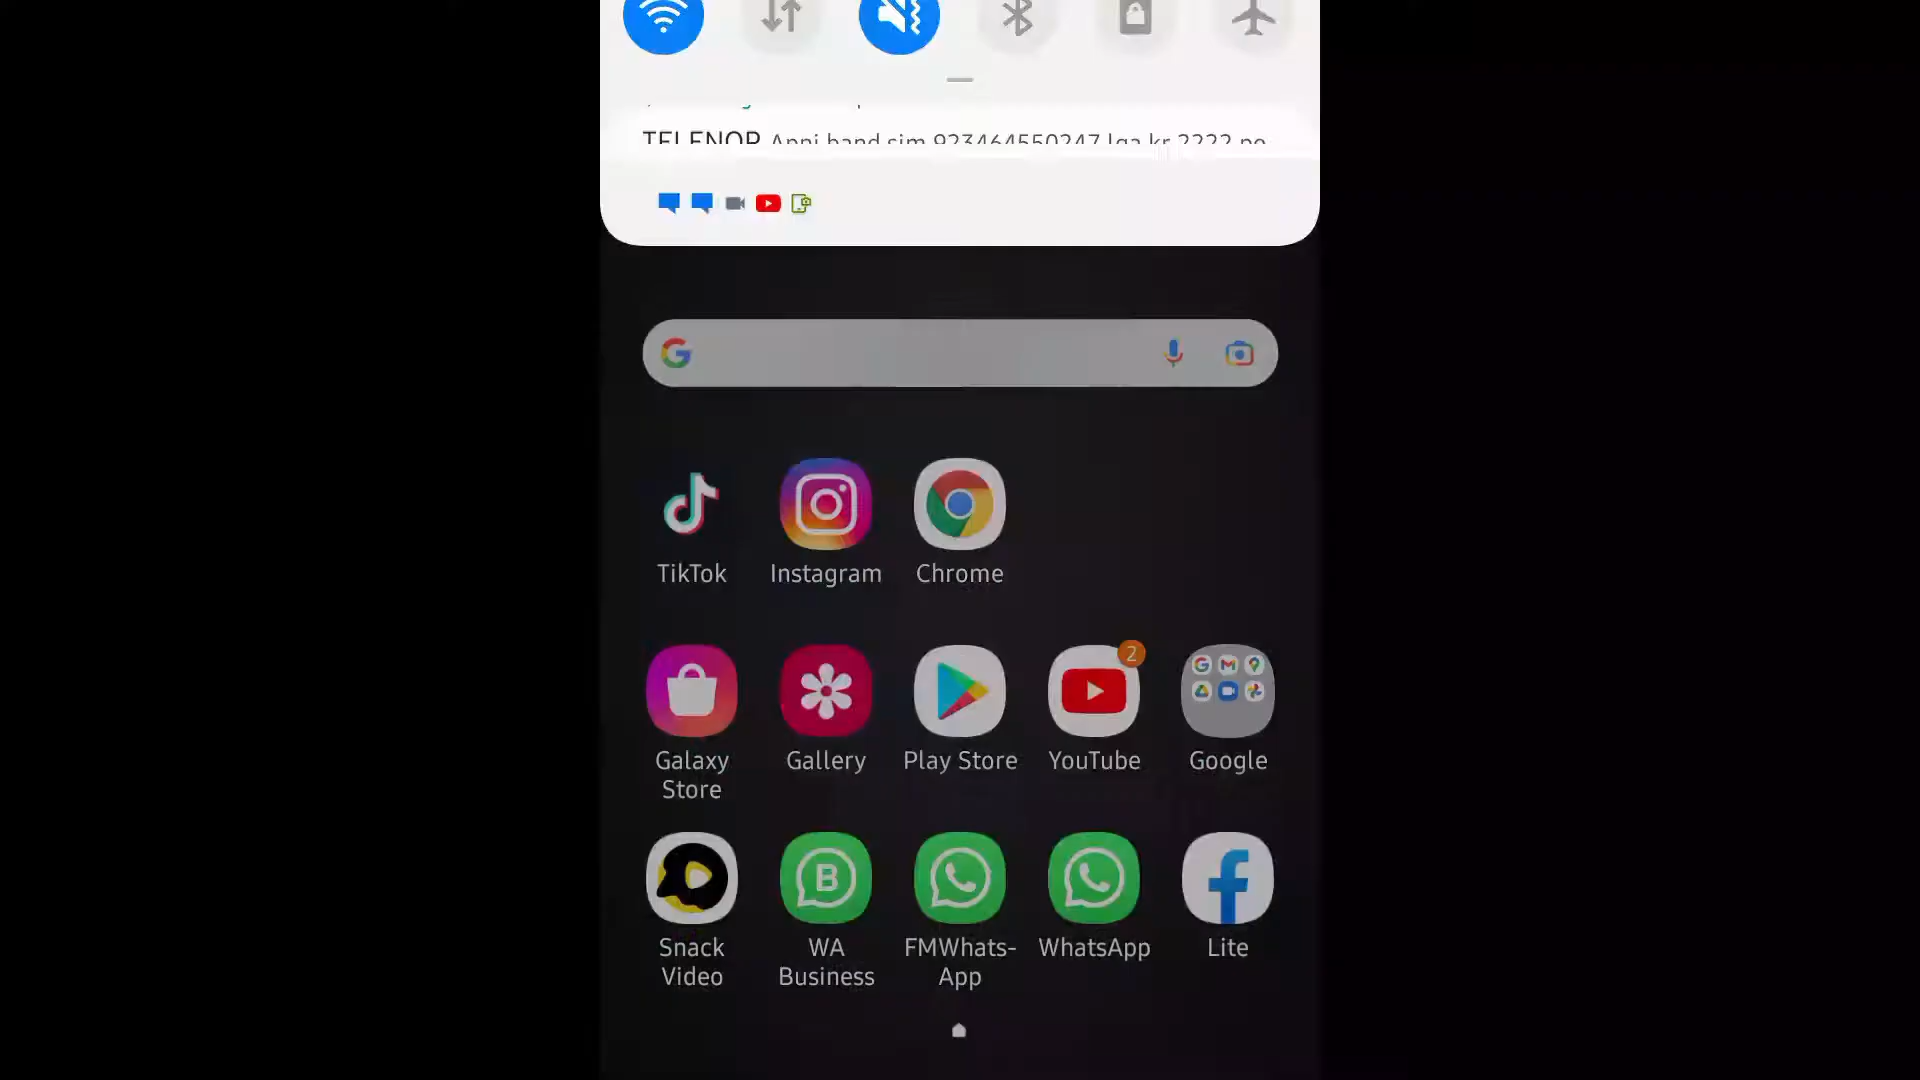 TELENOR Apni band sim 923464550247 lga kr 2222 pe
TikTok
Instagram
Chrome
2
Galaxy
Store
Gallery
Play Store
YouTube
Google
Snack
Video
WA
Business
FMWhats-
App
WhatsApp
Lite